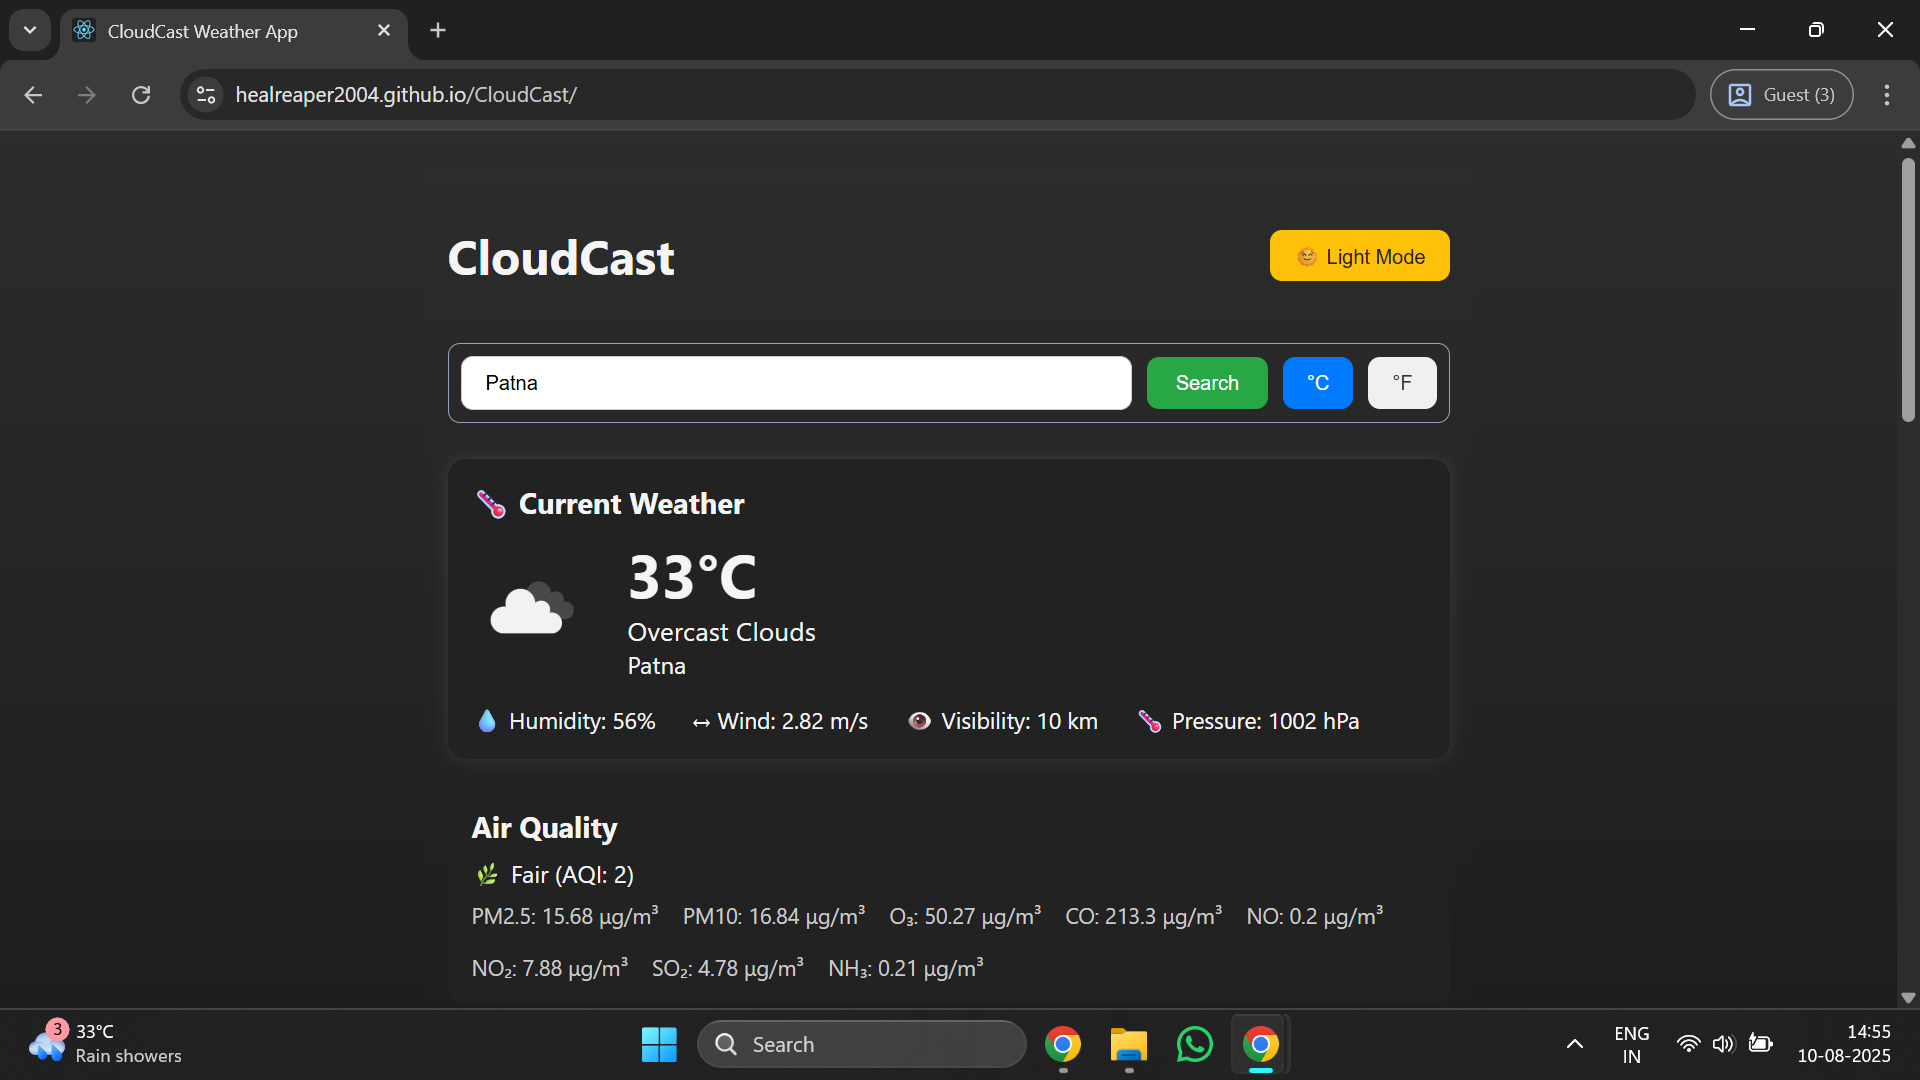 CloudCast Weather App
healreaper2004.github.io/CloudCast/
Guest (3)
CloudCast
Light Mode
Patna
Search
°C
°F
Current Weather
33°C
Overcast Clouds
Patna
Humidity: 56% Wind: 2.82 m/s Visibility: 10 km Pressure: 1002 hPa
Air Quality
Fair (AQI: 2)
PM2.5: 15.68 µg/m³ PM10: 16.84 µg/m³ O₃: 50.27 µg/m³ CO: 213.3 µg/m³ NO: 0.2 µg/m³
NO₂: 7.88 µg/m³ SO₂: 4.78 µg/m³ NH₃: 0.21 µg/m³
3
33°C
Rain showers
Search
ENG
IN
14:55
10-08-2025